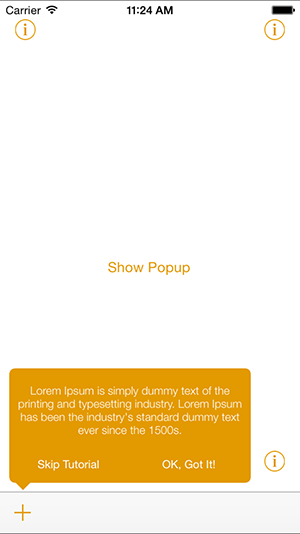 Carrier 11:24 AM
i i
Show Popup
Lorem Ipsum is simply dummy text of the
printing and typesetting industry. Lorem Ipsum
has been the industry's standard dummy text
ever since the 1500s.
Skip Tutorial OK, Got It!
i
+